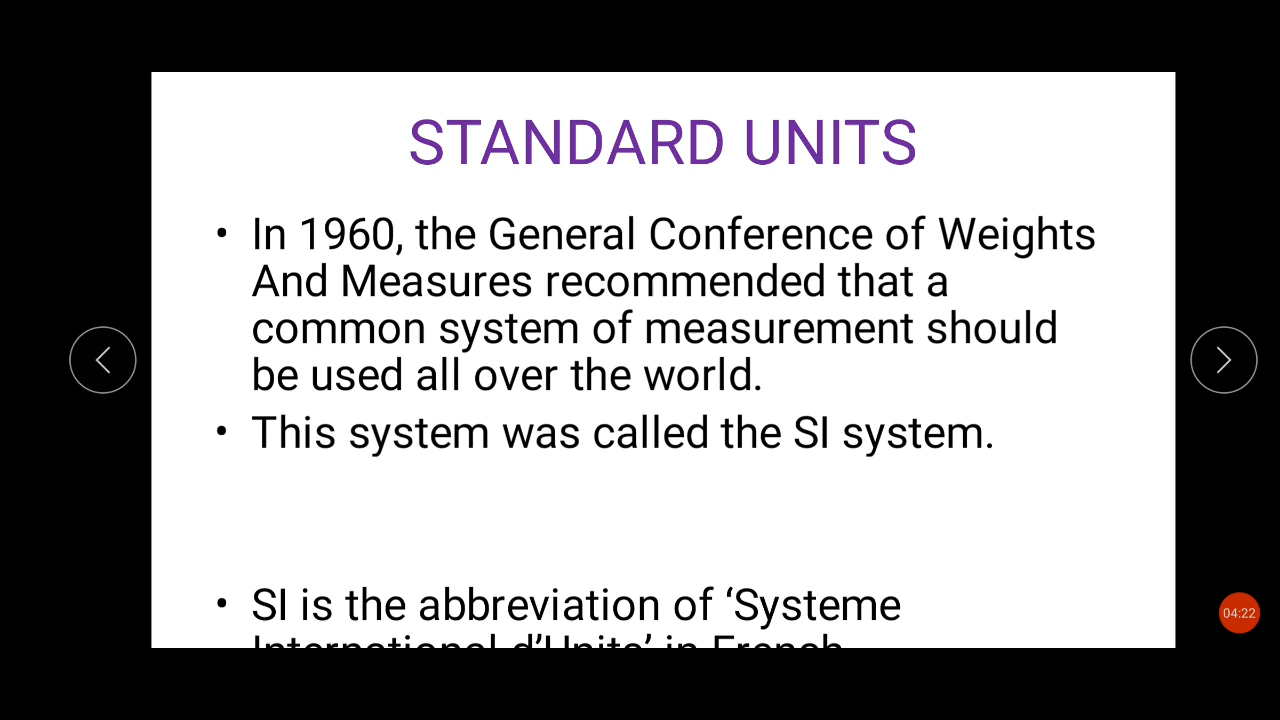 STANDARD UNITS
• In 1960, the General Conference of Weights
And Measures recommended that a
common system of measurement should
be used all over the world.
• This system was called the SI system.
• SI is the abbreviation of ‘Systeme
International d’Units’ in French
04:22